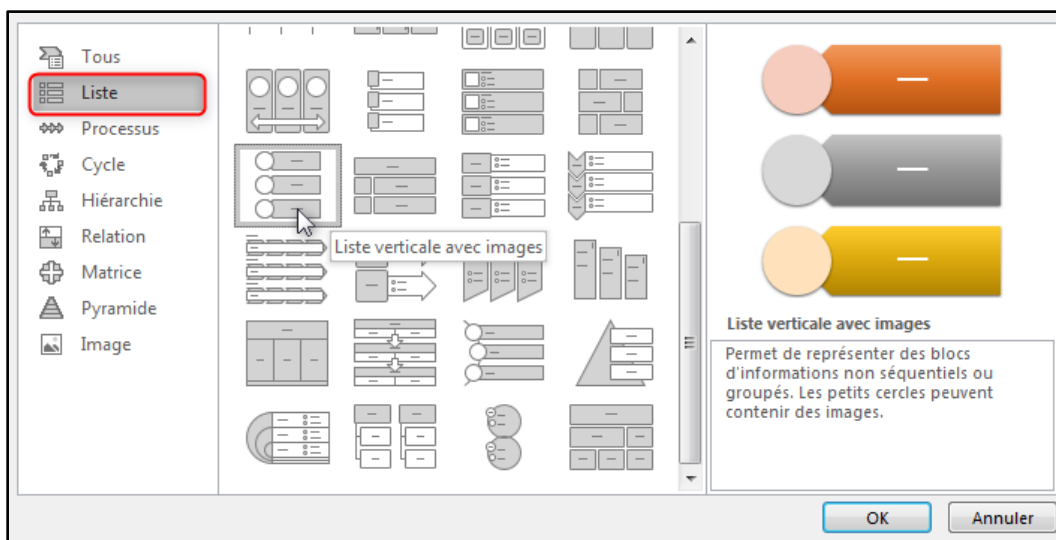 Tous
Liste
Processus
Cycle
Hiérarchie
Relation
Matrice
Pyramide
Image
Liste verticale avec images
Liste verticale avec images
Permet de représenter des blocs
d'informations non séquentiels ou
groupés. Les petits cercles peuvent
contenir des images.
OK
Annuler